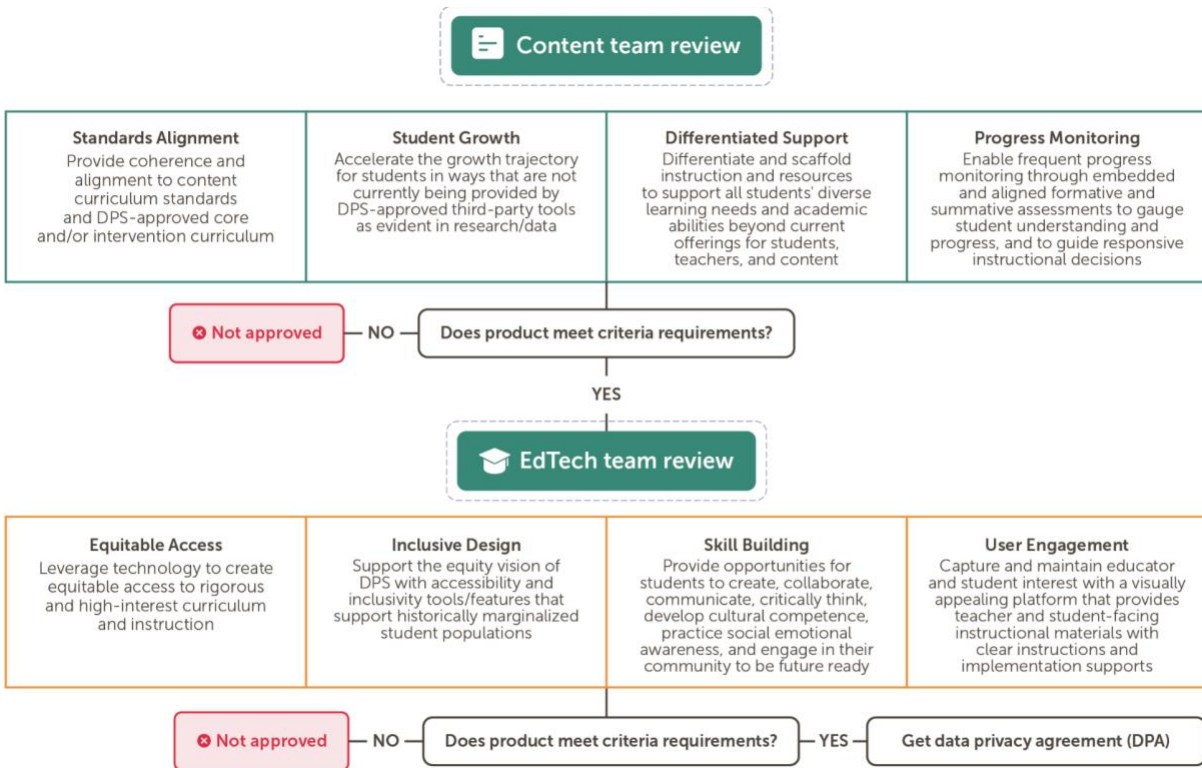 Content team review
Standards Alignment
Provide coherence and
alignment to content
curriculum standards
and DPS-approved core
and/or intervention curriculum
Student Growth
Accelerate the growth trajectory
for students in ways that are not
currently being provided by
DPS-approved third-party tools
as evident in research/data
Differentiated Support
Differentiate and scaffold
instruction and resources
to support all students' diverse
learning needs and academic
abilities beyond current
offerings for students,
teachers, and content
Progress Monitoring
Enable frequent progress
monitoring through embedded
and aligned formative and
summative assessments to gauge
student understanding and
progress, and to guide responsive
instructional decisions
Not approved
NO
Does product meet criteria requirements?
YES
EdTech team review
Equitable Access
Leverage technology to create
equitable access to rigorous
and high-interest curriculum
and instruction
Inclusive Design
Support the equity vision of
DPS with accessibility and
inclusivity tools/features that
support historically marginalized
student populations
Skill Building
Provide opportunities for
students to create, collaborate,
communicate, critically think,
develop cultural competence,
practice social emotional
awareness, and engage in their
community to be future ready
User Engagement
Capture and maintain educator
and student interest with a visually
appealing platform that provides
teacher and student-facing
instructional materials with
clear instructions and
implementation supports
Not approved
NO
Does product meet criteria requirements?
YES
Get data privacy agreement (DPA)